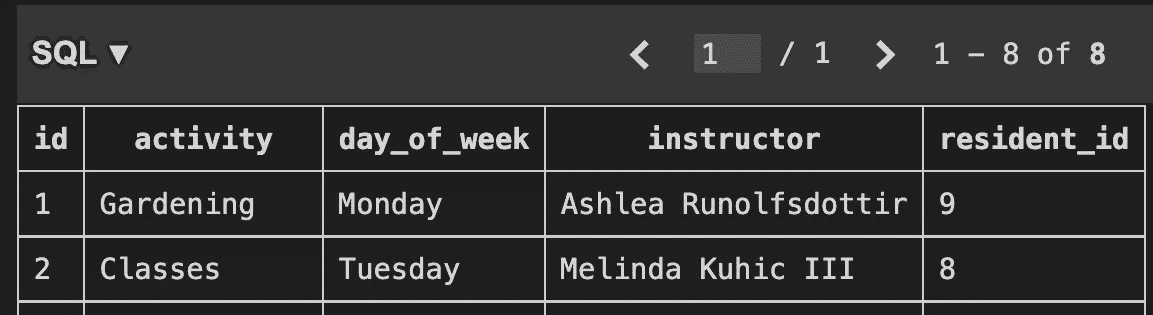 SQL ▼ < 1 / 1 > 1 – 8 of 8
id activity day_of_week instructor resident_id
1 Gardening Monday Ashlea Runolfsdottir 9
2 Classes Tuesday Melinda Kuhic III 8